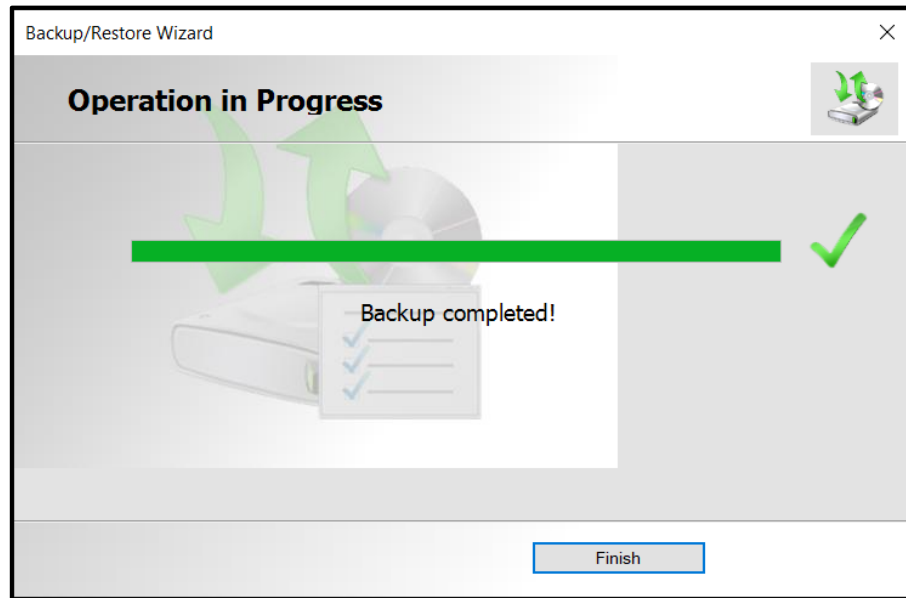 Backup/Restore Wizard
Operation in Progress
Backup completed!
Finish